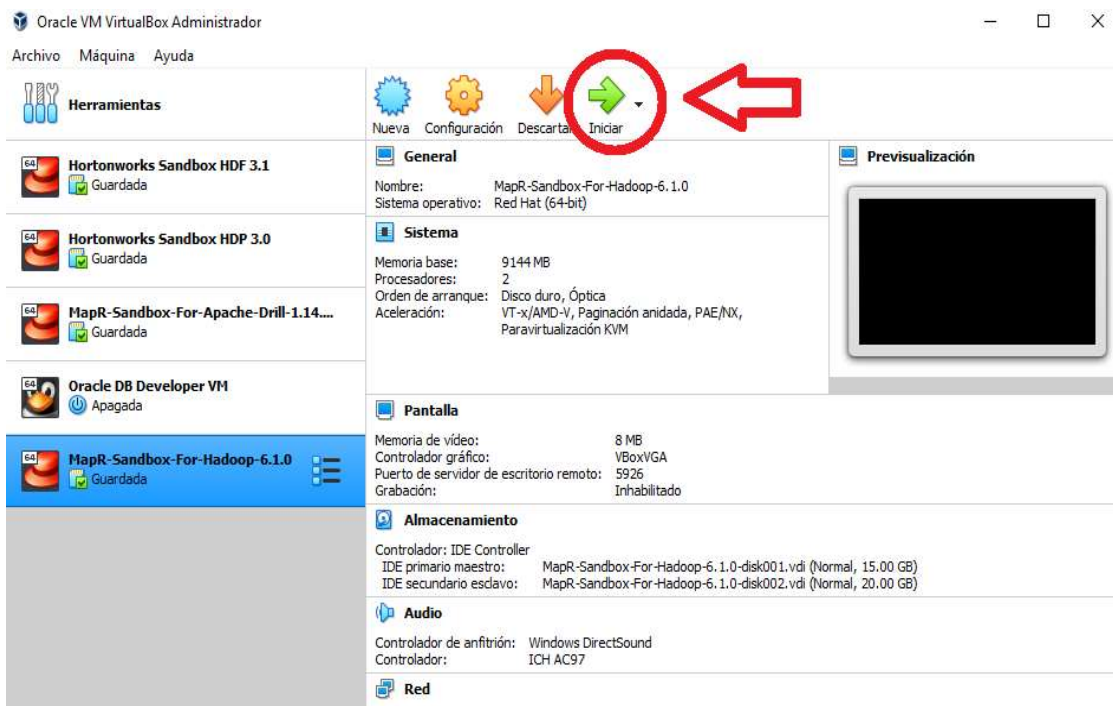 Oracle VM VirtualBox Administrador
Archivo Máquina Ayuda
Herramientas
Nueva Configuración Descartar Iniciar
64 Hortonworks Sandbox HDF 3.1
Guardada
64 Hortonworks Sandbox HDP 3.0
Guardada
64 MapR-Sandbox-For-Apache-Drill-1.14....
Guardada
64 Oracle DB Developer VM
Apagada
64 MapR-Sandbox-For-Hadoop-6.1.0
Guardada
General
Nombre: MapR-Sandbox-For-Hadoop-6.1.0
Sistema operativo: Red Hat (64-bit)
Sistema
Memoria base: 9144 MB
Procesadores: 2
Orden de arranque: Disco duro, Óptica
Aceleración: VT-x/AMD-V, Paginación anidada, PAE/NX,
Paravirtualización KVM
Previsualización
Pantalla
Memoria de vídeo: 8 MB
Controlador gráfico: VBoxVGA
Puerto de servidor de escritorio remoto: 5926
Grabación: Inhabilitado
Almacenamiento
Controlador: IDE Controller
IDE primario maestro: MapR-Sandbox-For-Hadoop-6.1.0-disk001.vdi (Normal, 15.00 GB)
IDE secundario esclavo: MapR-Sandbox-For-Hadoop-6.1.0-disk002.vdi (Normal, 20.00 GB)
Audio
Controlador de anfitrión: Windows DirectSound
Controlador: ICH AC97
Red